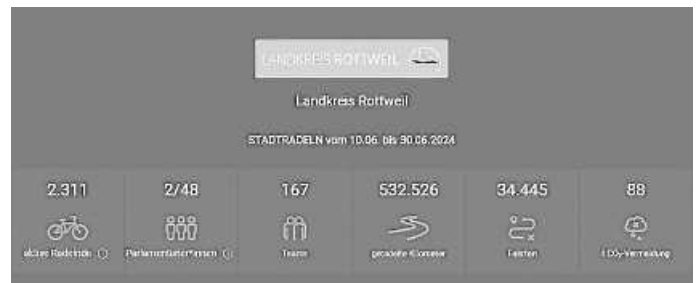 LANDKREIS ROTTWEIL
Landkreis Rottweil
STADTRADELN vom 10.06. bis 30.06.2024
2.311 2/48 167 532.526 34.445 88
aktive Radelnde Parlamentarier*innen Teams geradelte Kilometer Fahrten t CO₂-Vermeidung